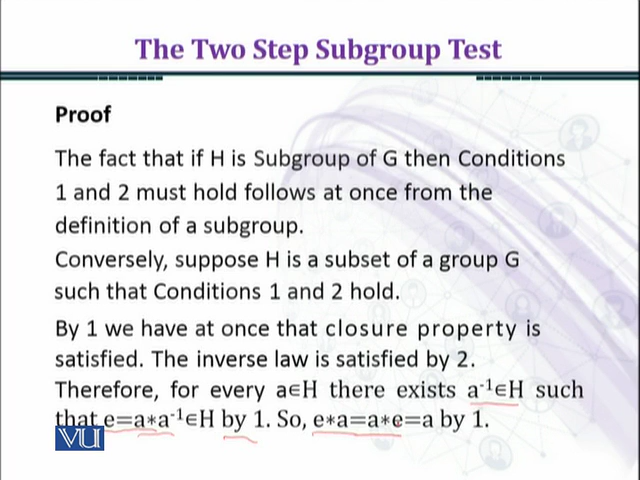 The Two Step Subgroup Test
Proof
The fact that if H is Subgroup of G then Conditions
1 and 2 must hold follows at once from the
definition of a subgroup.
Conversely, suppose H is a subset of a group G
such that Conditions 1 and 2 hold.
By 1 we have at once that closure property is
satisfied. The inverse law is satisfied by 2.
Therefore, for every a∈H there exists a⁻¹∈H such
that e=a∗a⁻¹∈H by 1. So, e∗a=a∗e=a by 1.
VU